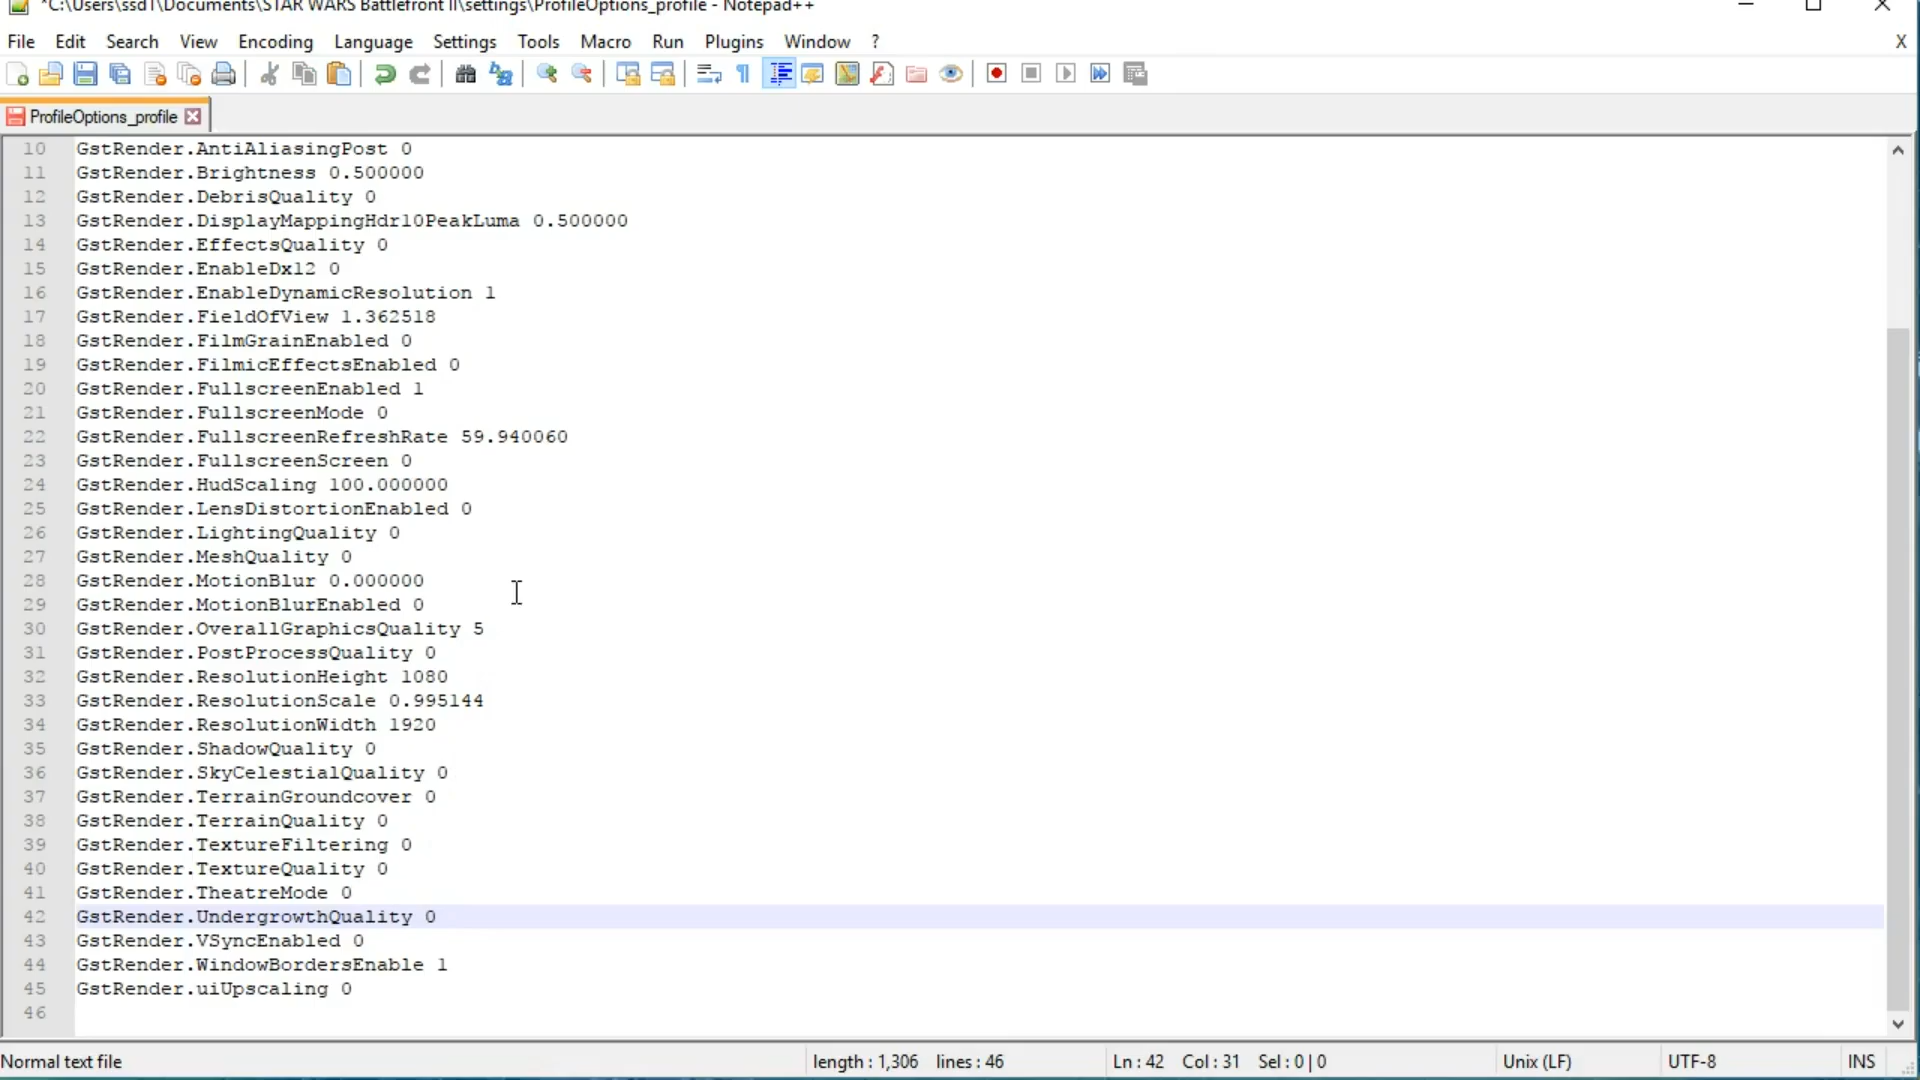 *C:\Users\ssd1\Documents\STAR WARS Battlefront II\settings\ProfileOptions_profile - Notepad++
File Edit Search View Encoding Language Settings Tools Macro Run Plugins Window ? X
ProfileOptions_profile
10 GstRender.AntiAliasingPost 0
11 GstRender.Brightness 0.500000
12 GstRender.DebrisQuality 0
13 GstRender.DisplayMappingHdr10PeakLuma 0.500000
14 GstRender.EffectsQuality 0
15 GstRender.EnableDx12 0
16 GstRender.EnableDynamicResolution 1
17 GstRender.FieldOfView 1.362518
18 GstRender.FilmGrainEnabled 0
19 GstRender.FilmicEffectsEnabled 0
20 GstRender.FullscreenEnabled 1
21 GstRender.FullscreenMode 0
22 GstRender.FullscreenRefreshRate 59.940060
23 GstRender.FullscreenScreen 0
24 GstRender.HudScaling 100.000000
25 GstRender.LensDistortionEnabled 0
26 GstRender.LightingQuality 0
27 GstRender.MeshQuality 0
28 GstRender.MotionBlur 0.000000
29 GstRender.MotionBlurEnabled 0
30 GstRender.OverallGraphicsQuality 5
31 GstRender.PostProcessQuality 0
32 GstRender.ResolutionHeight 1080
33 GstRender.ResolutionScale 0.995144
34 GstRender.ResolutionWidth 1920
35 GstRender.ShadowQuality 0
36 GstRender.SkyCelestialQuality 0
37 GstRender.TerrainGroundcover 0
38 GstRender.TerrainQuality 0
39 GstRender.TextureFiltering 0
40 GstRender.TextureQuality 0
41 GstRender.TheatreMode 0
42 GstRender.UndergrowthQuality 0
43 GstRender.VSyncEnabled 0
44 GstRender.WindowBordersEnable 1
45 GstRender.uiUpscaling 0
46
Normal text file length : 1,306 lines : 46 Ln : 42 Col : 31 Sel : 0 | 0 Unix (LF) UTF-8 INS